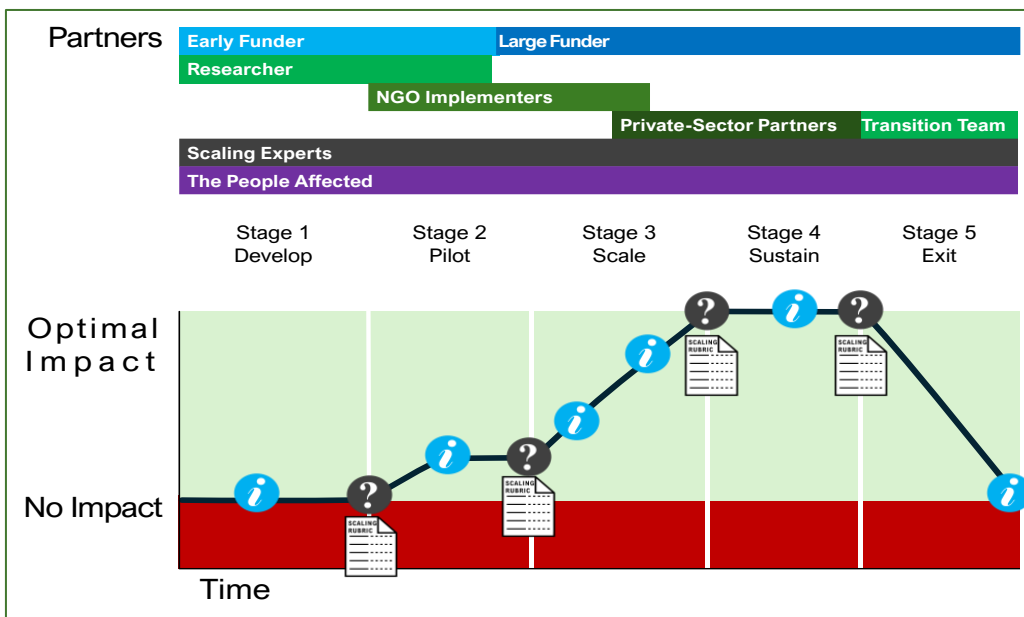 Partners
Early Funder
Large Funder
Researcher
NGO Implementers
Private-Sector Partners
Transition Team
Scaling Experts
The People Affected
Stage 1
Develop
Stage 2
Pilot
Stage 3
Scale
Stage 4
Sustain
Stage 5
Exit
Optimal
Impact
?
i
?
SCALING
RUBRIC
SCALING
RUBRIC
i
i
i
?
SCALING
RUBRIC
No Impact
i
?
SCALING
RUBRIC
i
Time